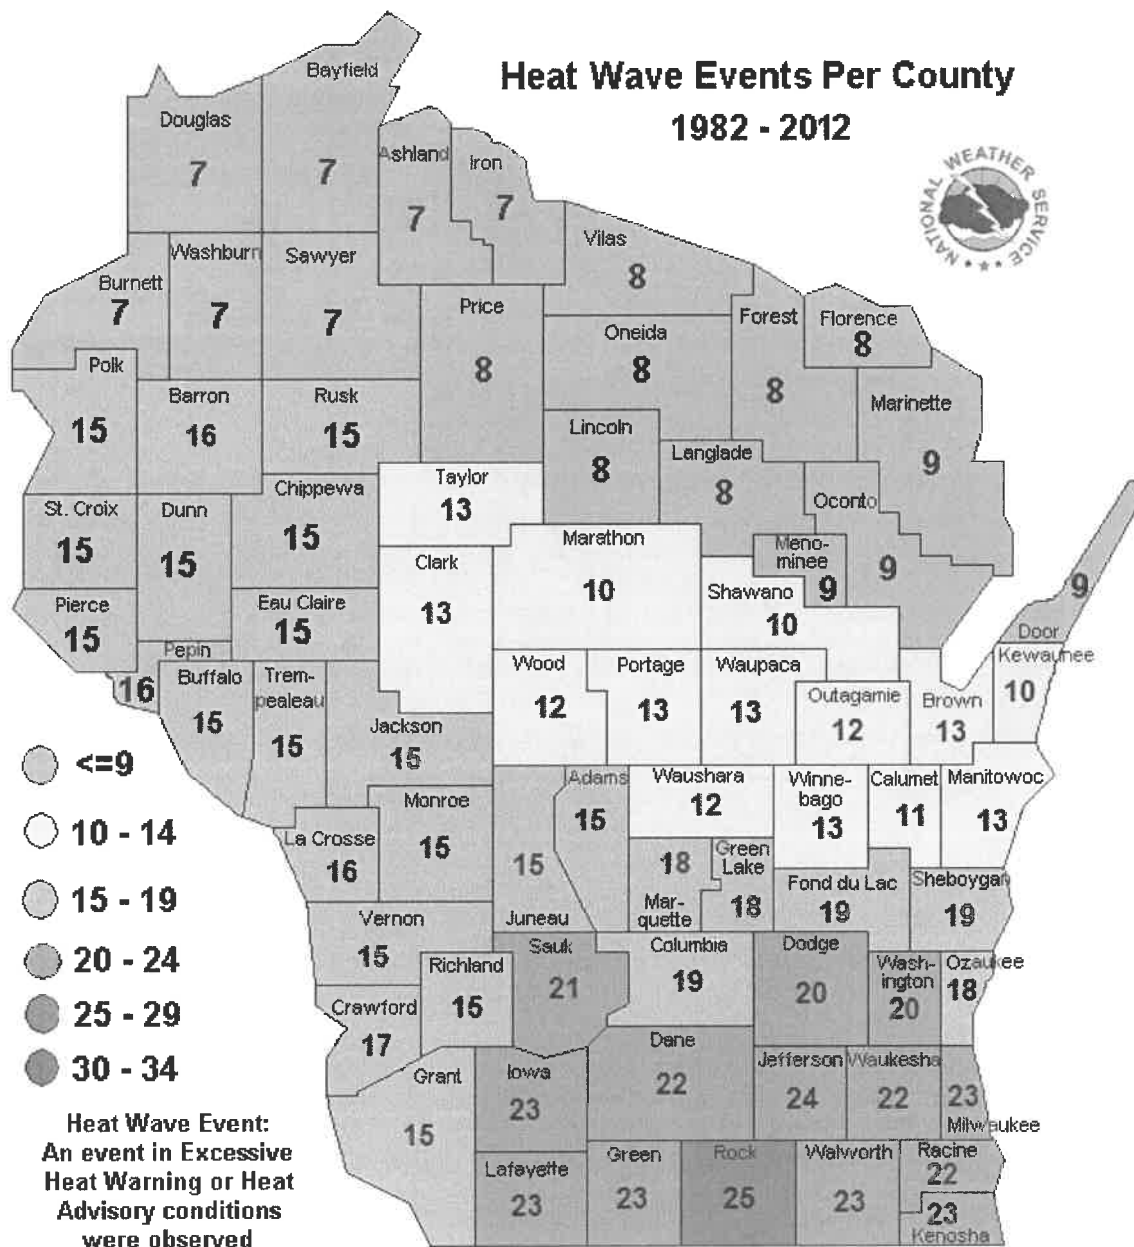 Heat Wave Events Per County
1982 - 2012
NATIONAL WEATHER SERVICE
Bayfield
7
Douglas
7
Ashland
7
Iron
7
Vilas
8
Washburn
7
Sawyer
7
Burnett
7
Price
8
Oneida
8
Forest
8
Florence
8
Polk
15
Barron
16
Rusk
15
Marinette
9
Lincoln
8
Langlade
8
Taylor
13
Chippewa
15
Oconto
9
St. Croix
15
Dunn
15
Marathon
10
Meno-
minee
9
Clark
13
Shawano
10
Door
9
Pierce
15
Eau Claire
15
Pepin
16
Buffalo
15
Trem-
pealeau
15
Jackson
15
Wood
12
Portage
13
Waupaca
13
Outagamie
12
Brown
13
Kewaunee
10
Monroe
15
Adams
15
Waushara
12
Winne-
bago
13
Calumet
11
Manitowoc
13
La Crosse
16
15
Juneau
18
Mar-
quette
Green
Lake
18
Fond du Lac
19
Sheboygan
19
Vernon
15
Richland
15
Sauk
21
Columbia
19
Dodge
20
Wash-
ington
20
Ozaukee
18
Crawford
17
Grant
15
Iowa
23
Dane
22
Jefferson
24
Waukesha
22
23
Milwaukee
Lafayette
23
Green
23
Rock
25
Walworth
23
Racine
22
23
Kenosha
<=9
10 - 14
15 - 19
20 - 24
25 - 29
30 - 34
Heat Wave Event:
An event in Excessive
Heat Warning or Heat
Advisory conditions
were observed